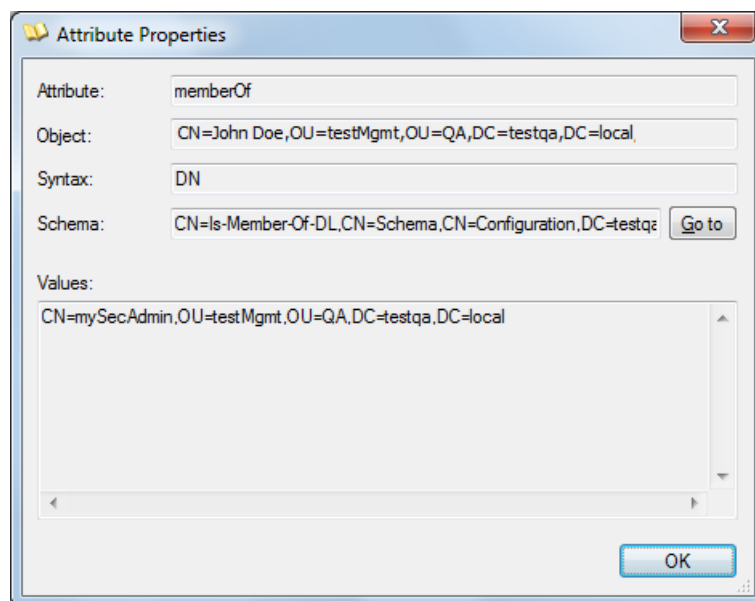 Attribute Properties
Attribute: memberOf
Object: CN=John Doe,OU=testMgmt,OU=QA,DC=testqa,DC=local,
Syntax: DN
Schema: CN=Is-Member-Of-DL,CN=Schema,CN=Configuration,DC=testqa Go to
Values:
CN=mySecAdmin,OU=testMgmt,OU=QA,DC=testqa,DC=local
OK